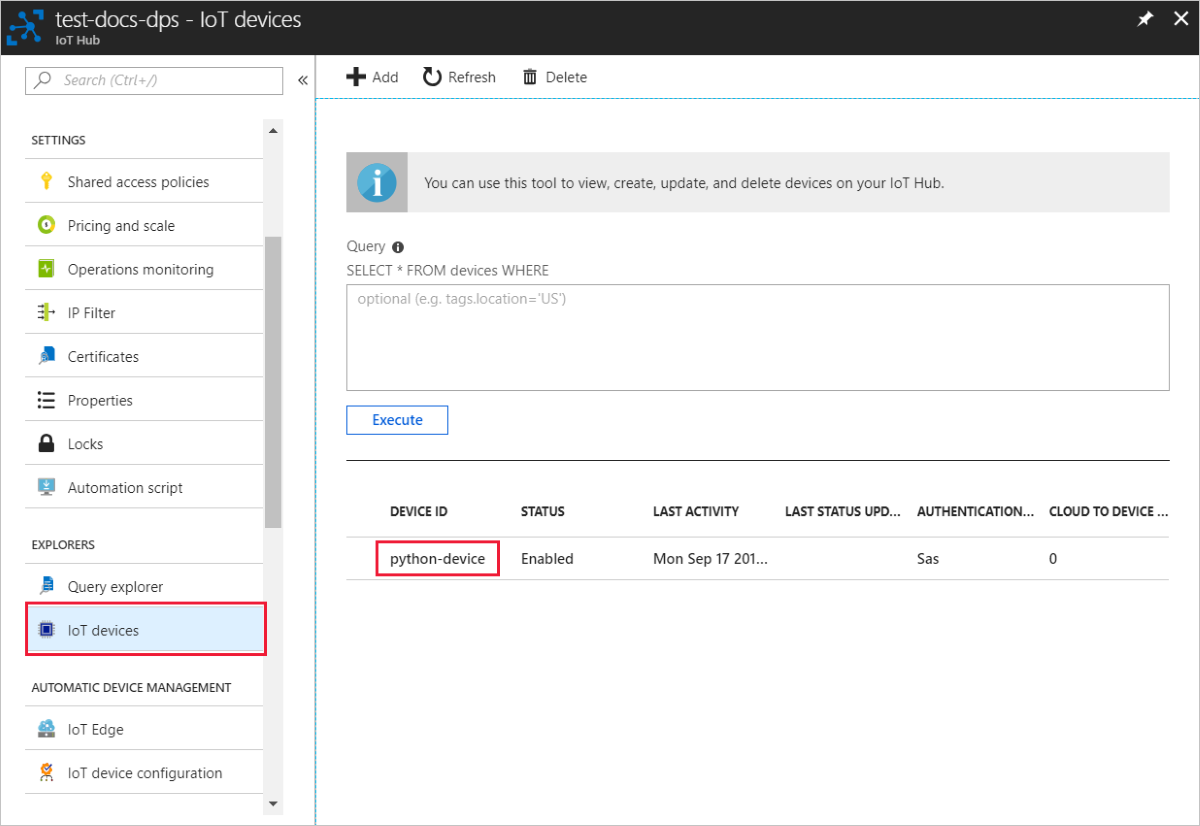 test-docs-dps - IoT devices
IoT Hub
Search (Ctrl+/)
«
SETTINGS
Shared access policies
Pricing and scale
Operations monitoring
IP Filter
Certificates
Properties
Locks
Automation script
EXPLORERS
Query explorer
IoT devices
AUTOMATIC DEVICE MANAGEMENT
IoT Edge
IoT device configuration
Add Refresh Delete
You can use this tool to view, create, update, and delete devices on your IoT Hub.
Query
SELECT * FROM devices WHERE
optional (e.g. tags.location='US')
Execute
DEVICE ID STATUS LAST ACTIVITY LAST STATUS UPD... AUTHENTICATION... CLOUD TO DEVICE ...
python-device Enabled Mon Sep 17 201... Sas 0